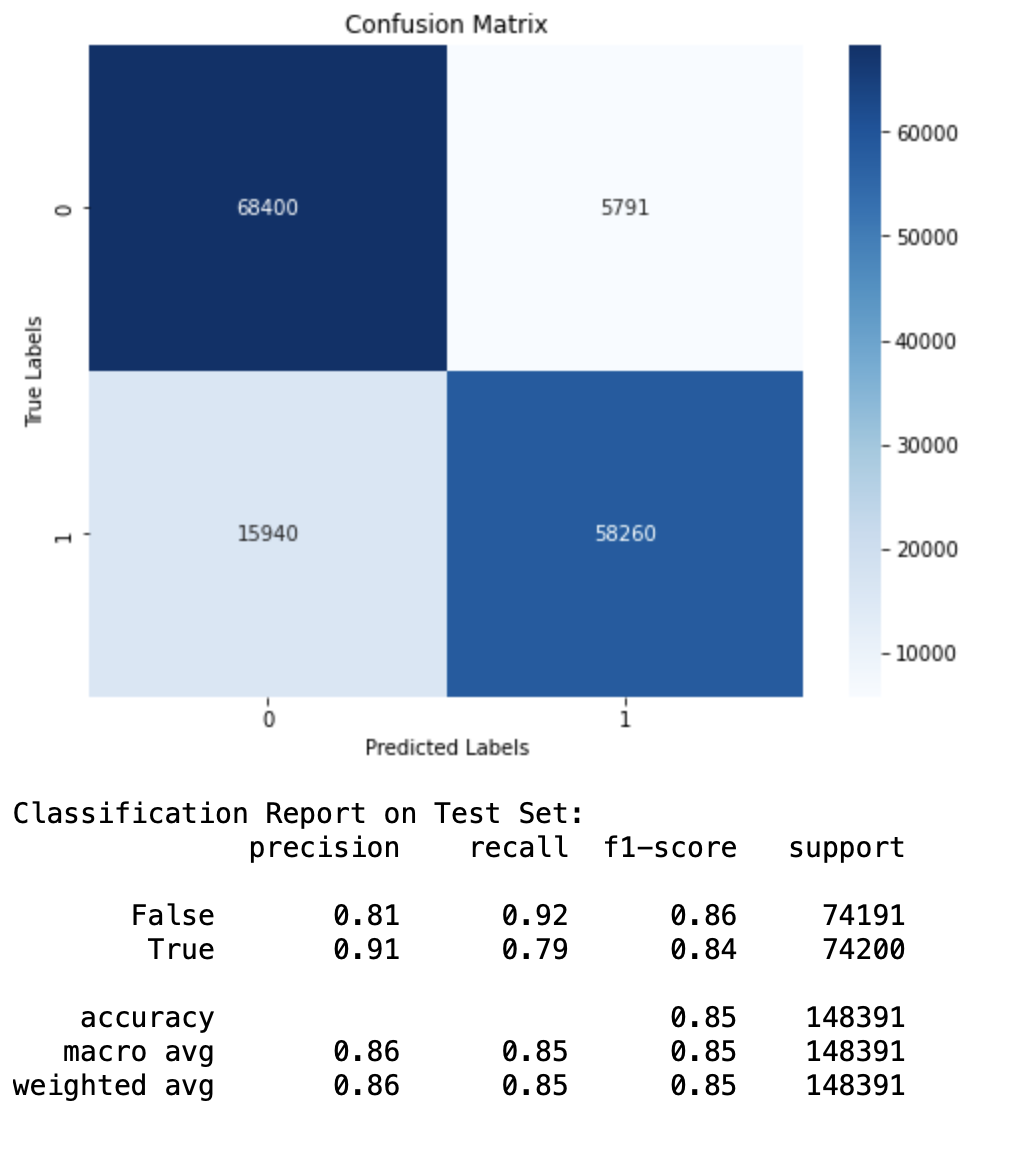 Confusion Matrix
68400 5791
15940 58260
0
1
True Labels
0 1
Predicted Labels
60000
50000
40000
30000
20000
10000
Classification Report on Test Set:
precision recall f1-score support
False 0.81 0.92 0.86 74191
True 0.91 0.79 0.84 74200
accuracy 0.85 148391
macro avg 0.86 0.85 0.85 148391
weighted avg 0.86 0.85 0.85 148391